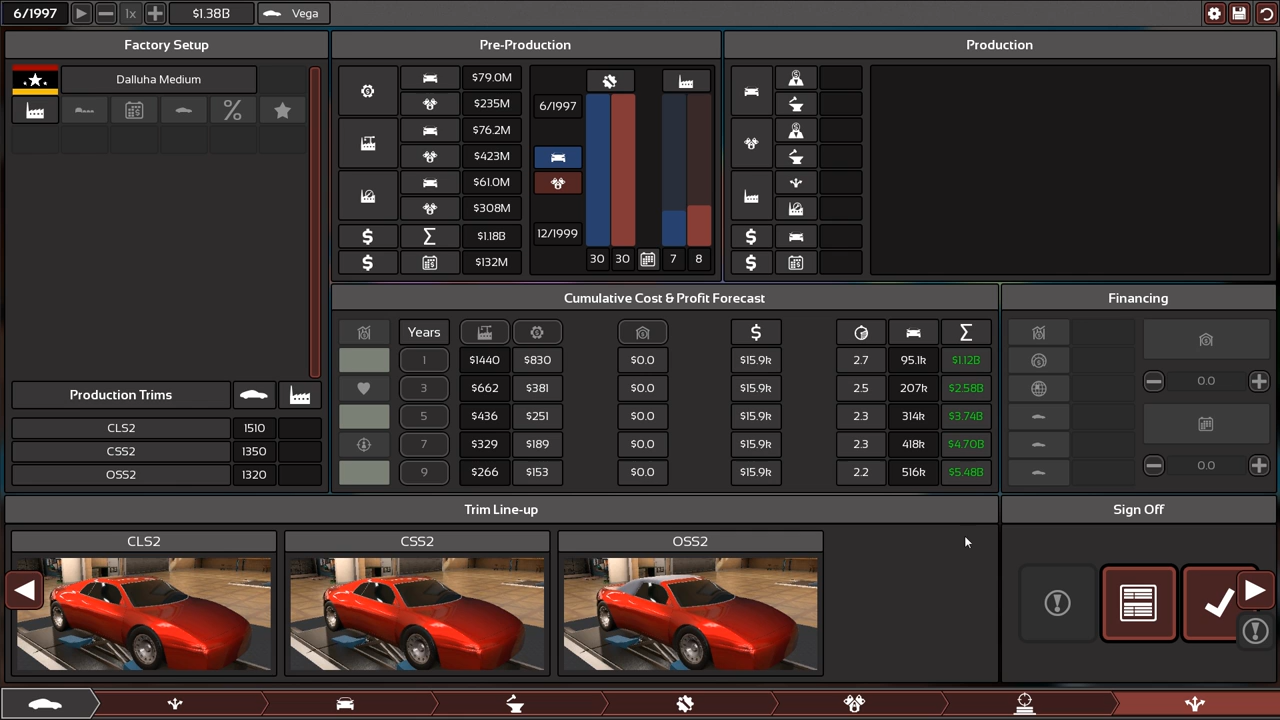 6/1997
1x
$1.38B
Vega
Factory Setup
Dalluha Medium
%
Production Trims
CLS2 1510
CSS2 1350
OSS2 1320
Pre-Production
$79.0M
$235M
$76.2M
$423M
$61.0M
$308M
$ Σ $1.18B
$ $132M
6/1997
12/1999
30 30 7 8
Production
$
$
Cumulative Cost & Profit Forecast
Years $ Σ
1 $1440 $830 $0.0 $15.9k 2.7 95.1k $1.12B
3 $662 $381 $0.0 $15.9k 2.5 207k $2.58B
5 $436 $251 $0.0 $15.9k 2.3 314k $3.74B
7 $329 $189 $0.0 $15.9k 2.3 418k $4.70B
9 $266 $153 $0.0 $15.9k 2.2 516k $5.48B
Financing
0.0
0.0
Trim Line-up
CLS2
CSS2
OSS2
Sign Off